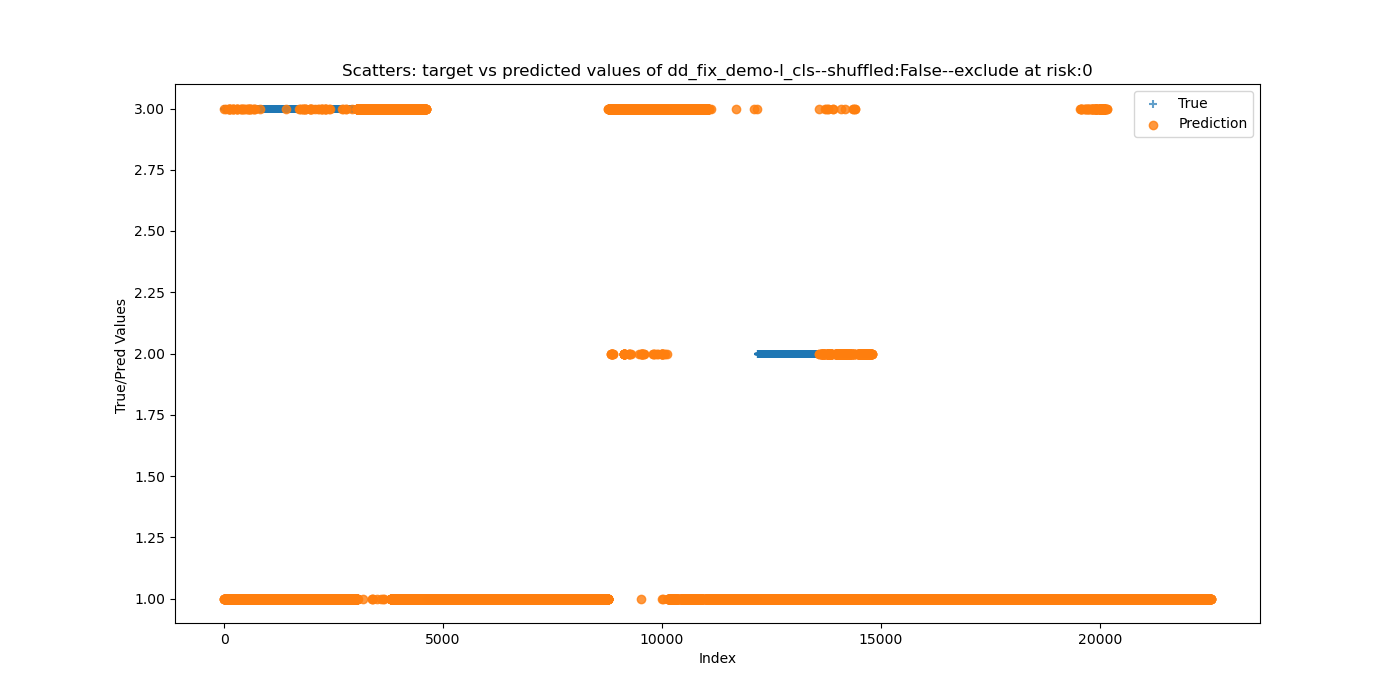 Scatters: target vs predicted values of dd_fix_demo-l_cls--shuffled:False--exclude at risk:0
True
Prediction
3.00
2.75
2.50
2.25
2.00
1.75
1.50
1.25
1.00
True/Pred Values
0
5000
10000
15000
20000
Index